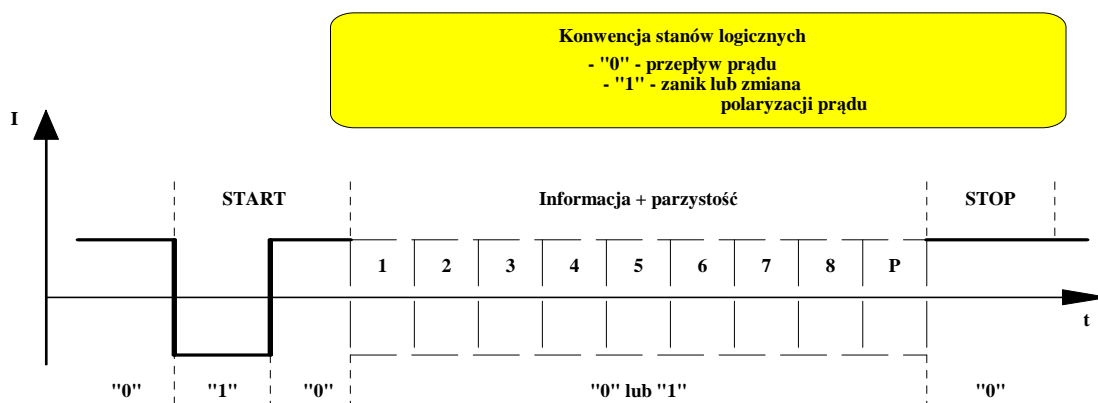 Konwencja stanów logicznych
- "0" - przepływ prądu
- "1" - zanik lub zmiana
polaryzacji prądu
I
START
Informacja + parzystość
STOP
1 2 3 4 5 6 7 8 P
t
"0" "1" "0" "0" lub "1" "0"